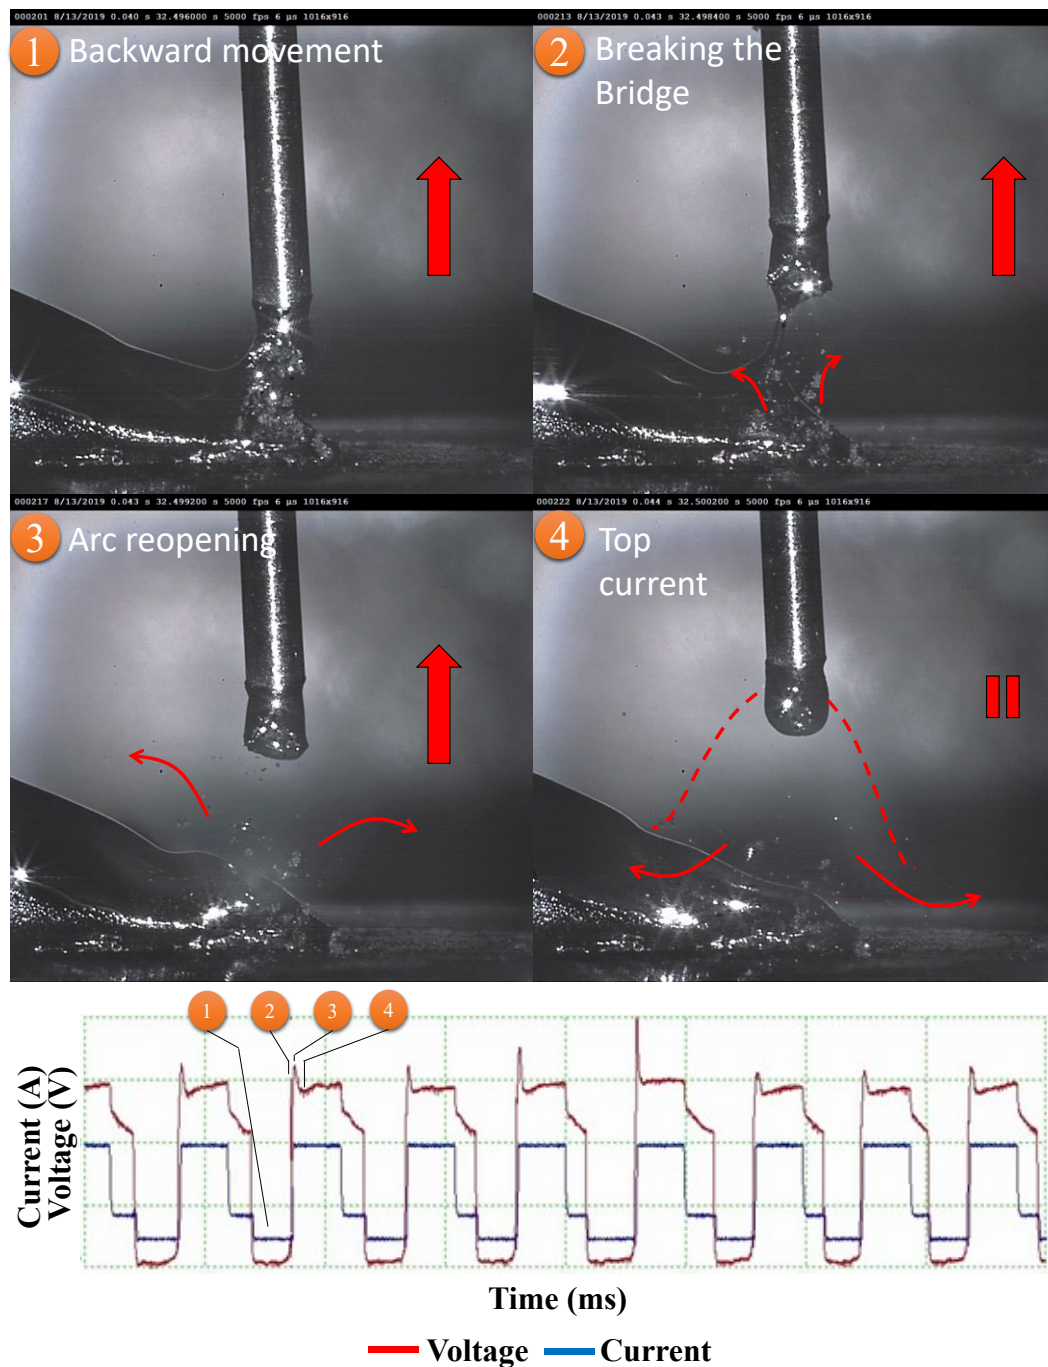 000201 8/13/2019 0.040 s 32.496000 s 5000 fps 6 µs 1016x916
1 Backward movement
000213 8/13/2019 0.043 s 32.498400 s 5000 fps 6 µs 1016x916
2 Breaking the
Bridge
000217 8/13/2019 0.043 s 32.499200 s 5000 fps 6 µs 1016x916
3 Arc reopening
000222 8/13/2019 0.044 s 32.500200 s 5000 fps 6 µs 1016x916
4 Top
current
1 2 3 4
Current (A)
Voltage (V)
Time (ms)
Voltage Current